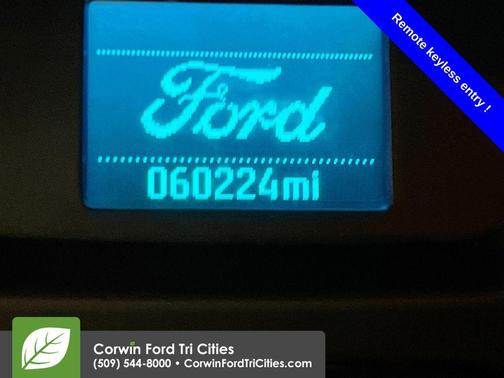 Remote keyless entry !
Ford
060224mi
Corwin Ford Tri Cities
(509) 544-8000 • CorwinFordTriCities.com